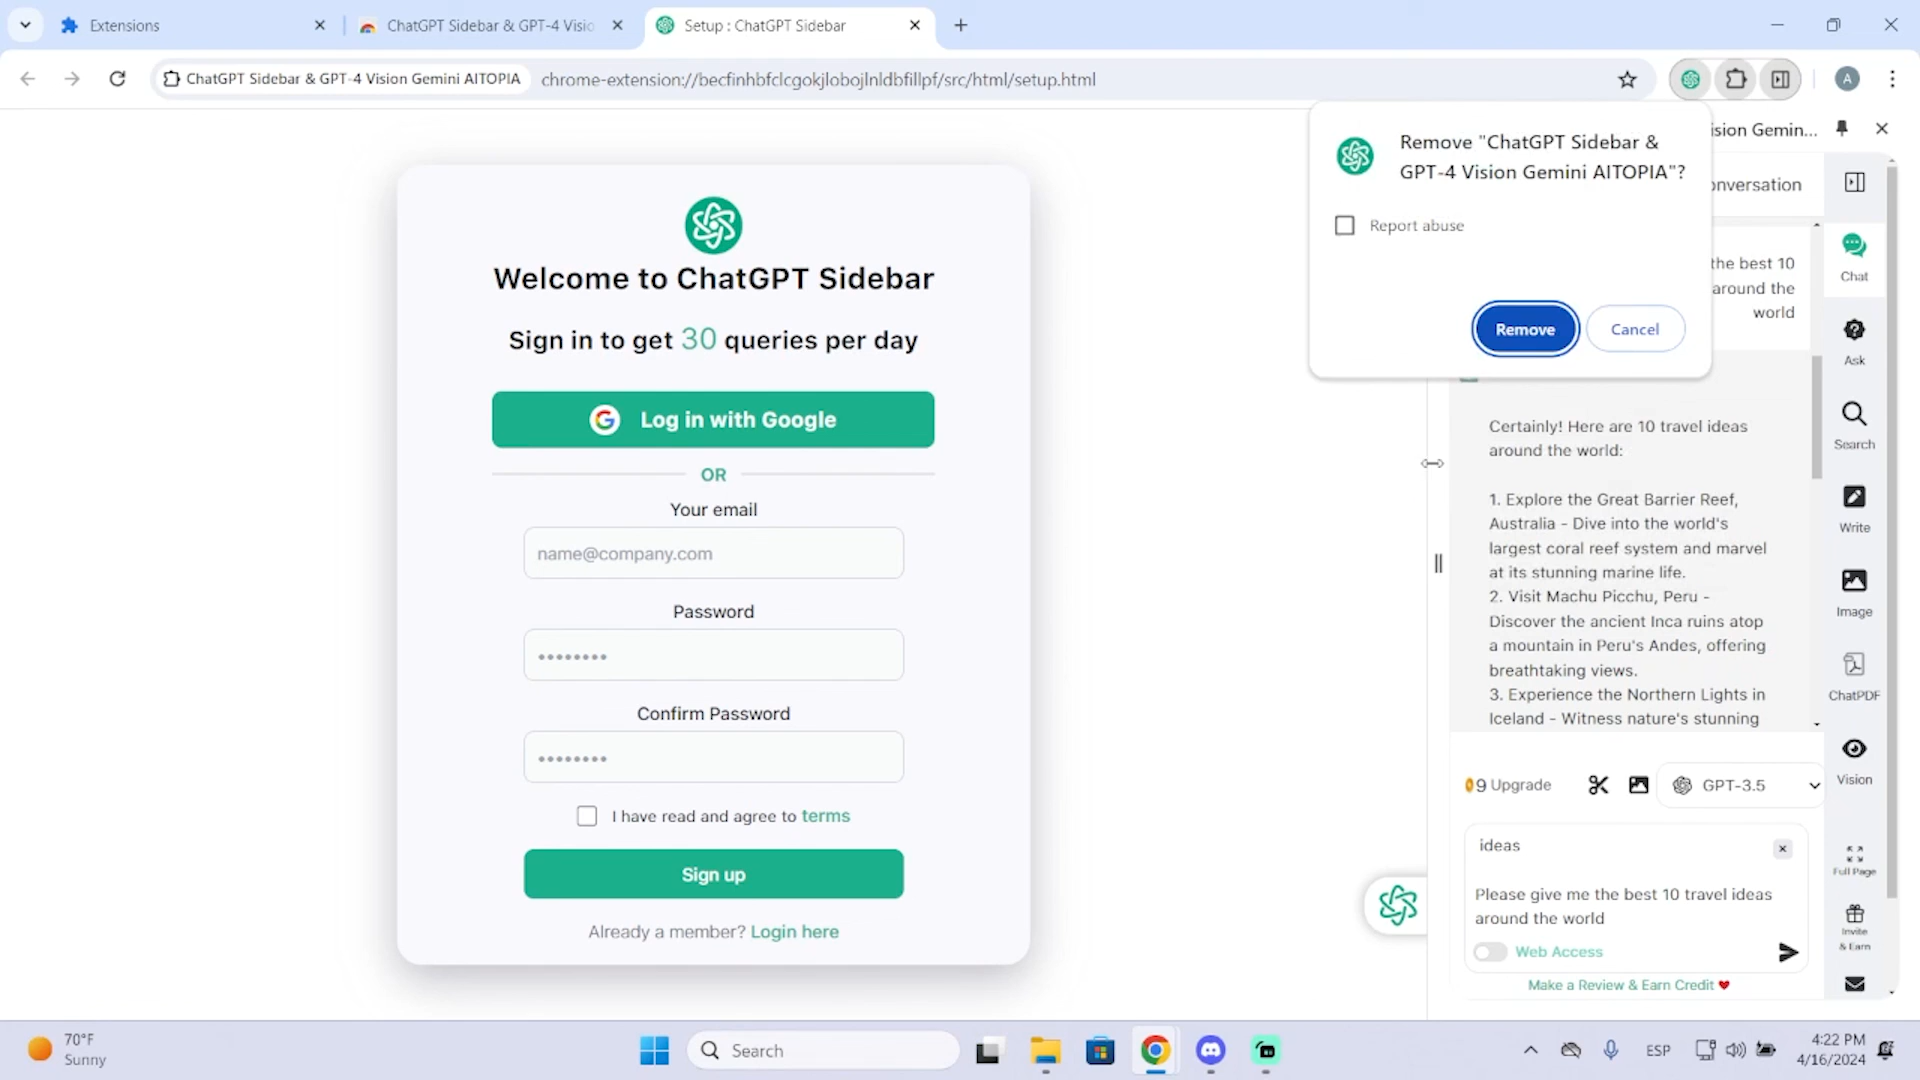 Extensions
ChatGPT Sidebar & GPT-4 Visio
Setup : ChatGPT Sidebar
ChatGPT Sidebar & GPT-4 Vision Gemini AITOPIA
chrome-extension://becfinhbfclcgokjlobojlnldbfillpf/src/html/setup.html
A
ision Gemin...
Remove "ChatGPT Sidebar &
GPT-4 Vision Gemini AITOPIA"?
Report abuse
Remove
Cancel
Welcome to ChatGPT Sidebar
Sign in to get 30 queries per day
Log in with Google
OR
Your email
name@company.com
Password
••••••••
Confirm Password
••••••••
I have read and agree to terms
Sign up
Already a member? Login here
onversation
the best 10
around the
world
Certainly! Here are 10 travel ideas
around the world:
1. Explore the Great Barrier Reef,
Australia - Dive into the world's
largest coral reef system and marvel
at its stunning marine life.
2. Visit Machu Picchu, Peru -
Discover the ancient Inca ruins atop
a mountain in Peru's Andes, offering
breathtaking views.
3. Experience the Northern Lights in
Iceland - Witness nature's stunning
9 Upgrade
GPT-3.5
ideas
Please give me the best 10 travel ideas
around the world
Web Access
Make a Review & Earn Credit
Chat
Ask
Search
Write
Image
ChatPDF
Vision
Full Page
Invite
& Earn
70°F
Sunny
Search
ESP
4:22 PM
4/16/2024